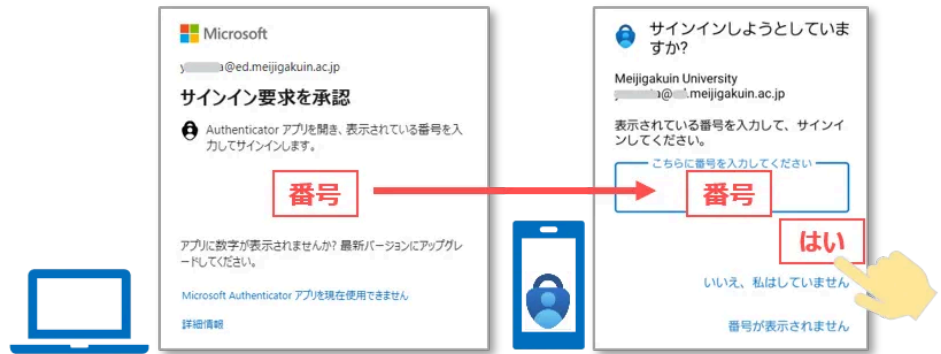 Microsoft
@ed.meijigakuin.ac.jp
サインイン要求を承認
Authenticator アプリを開き、表示されている番号を入
力してサインインします。
番号
アプリに数字が表示されませんか? 最新バージョンにアップグレ
ードしてください。
Microsoft Authenticator アプリを現在使用できません
詳細情報
サインインしようとしていま
すか?
Meijigakuin University
.meijigakuin.ac.jp
表示されている番号を入力して、サインイ
ンしてください。
こちらに番号を入力してください
番号
はい
いいえ、私はしていません
番号が表示されません